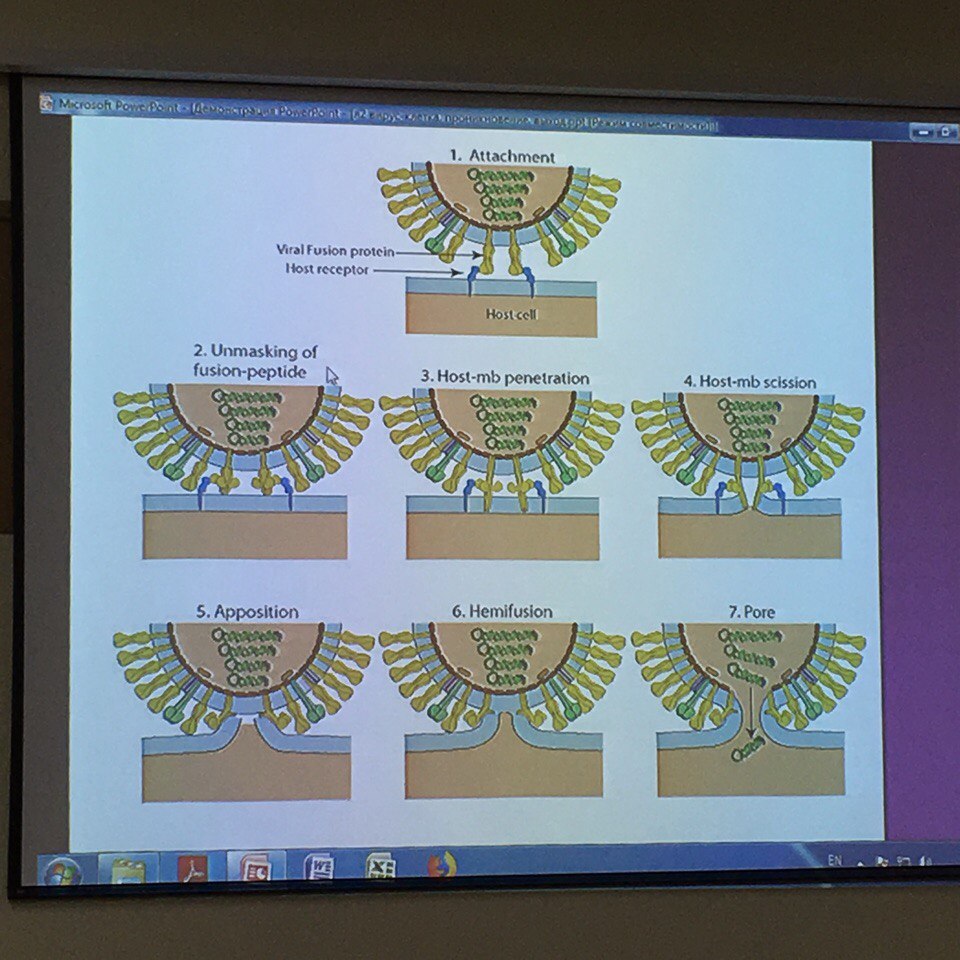 Microsoft PowerPoint - [Демонстрация PowerPoint - [
1. Attachment
Viral Fusion protein
Host receptor
Host cell
2. Unmasking of
fusion-peptide
3. Host-mb penetration
4. Host-mb scission
5. Apposition
6. Hemifusion
7. Pore
EN